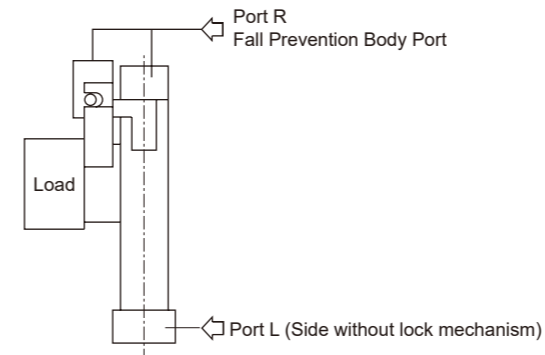 Port R
Fall Prevention Body Port
Load
Port L (Side without lock mechanism)